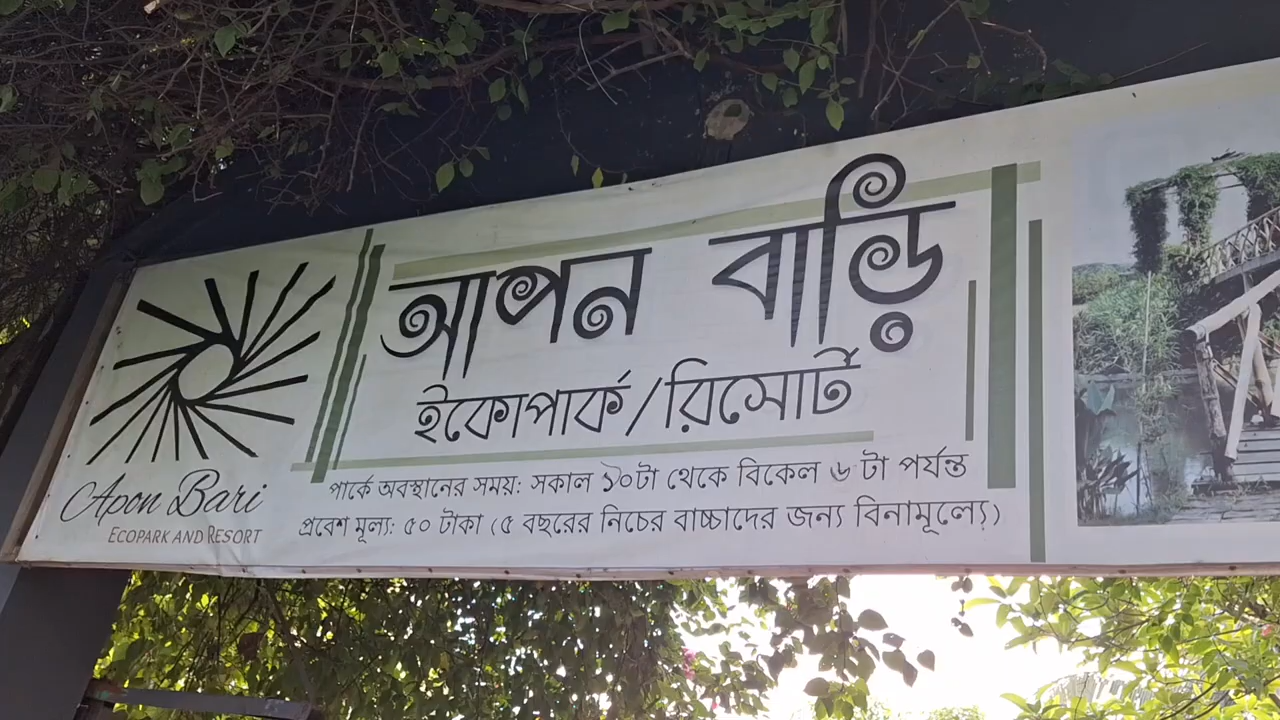 আপন বাড়ি
ইকোপার্ক/রিসোর্ট
পার্কে অবস্থানের সময়: সকাল ১০টা থেকে বিকেল ৬ টা পর্যন্ত
প্রবেশ মূল্য: ৫০ টাকা (৫ বছরের নিচের বাচ্চাদের জন্য বিনামূল্যে)
Apon Bari
ECOPARK AND RESORT